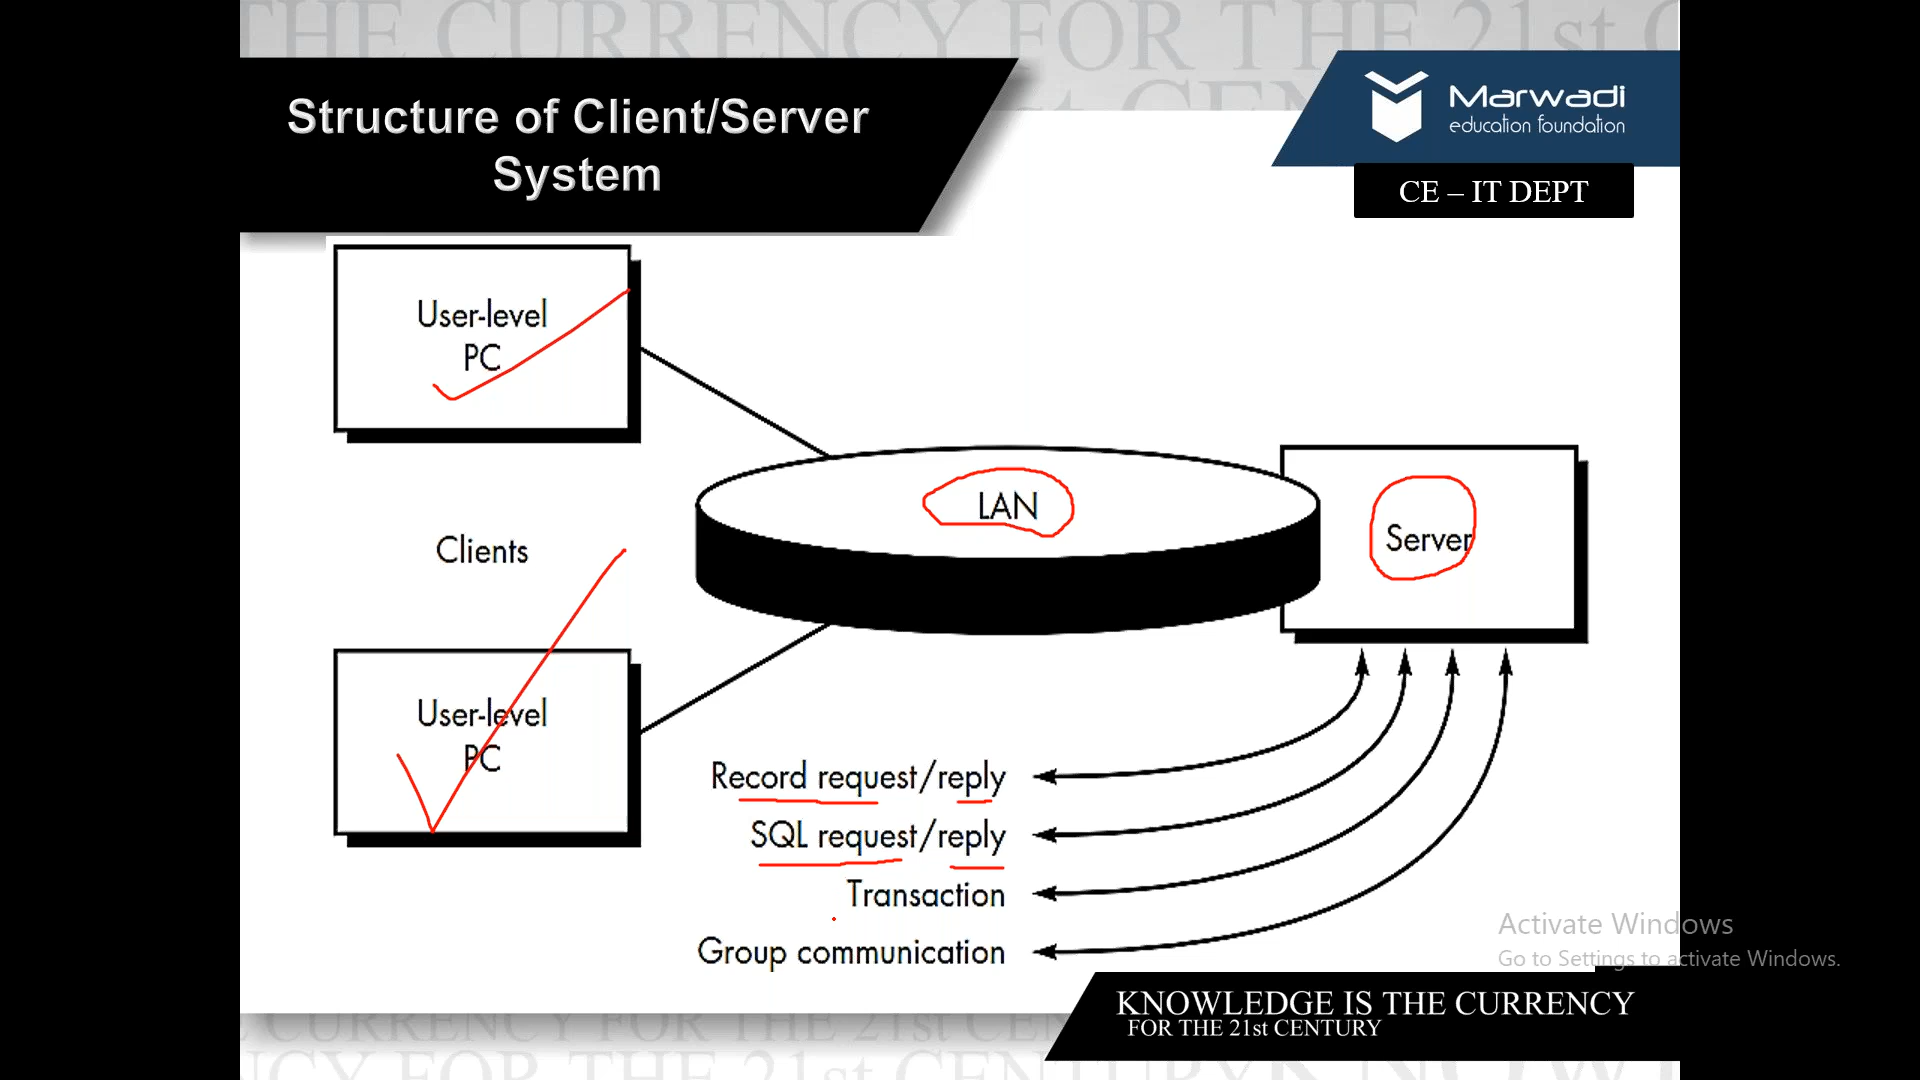 THE CURRENCY FOR THE 21st C
Structure of Client/Server
System
Marwadi
education foundation
CE – IT DEPT
User-level
PC
LAN
Server
Clients
User-level
PC
Record request/reply
SQL request/reply
Transaction
Group communication
Activate Windows
Go to Settings to activate Windows.
KNOWLEDGE IS THE CURRENCY
FOR THE 21st CENTURY